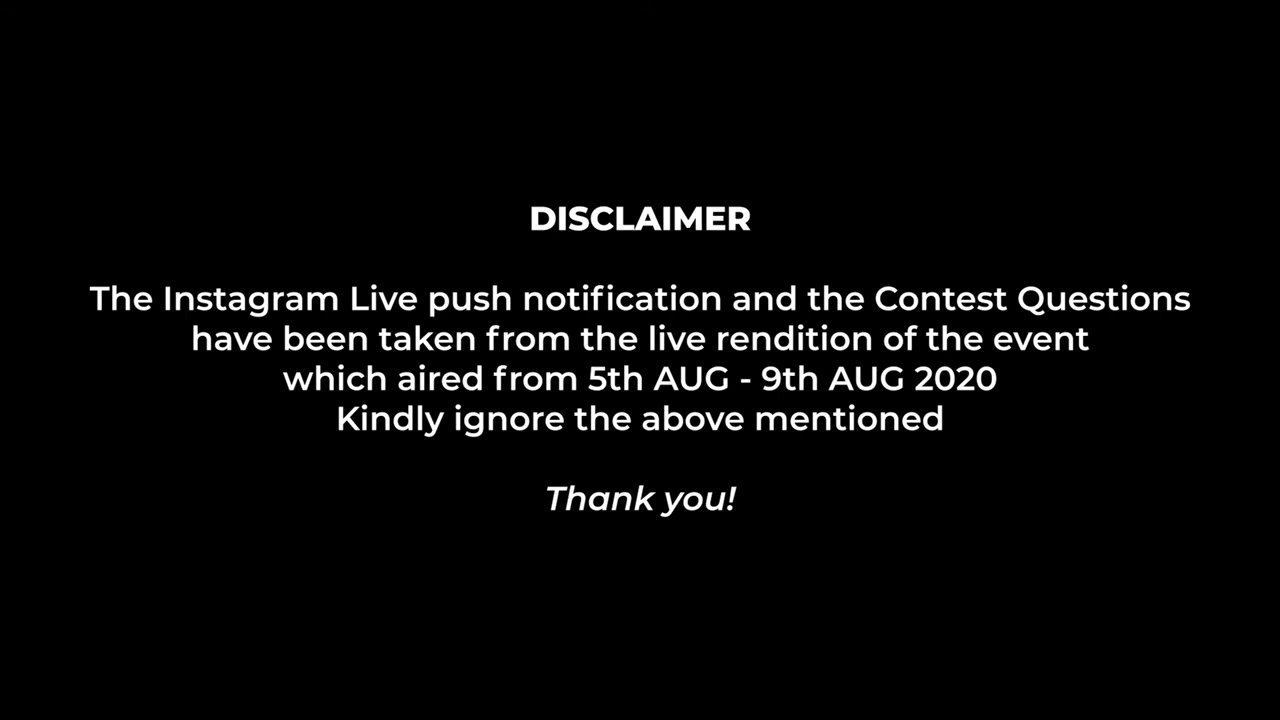 DISCLAIMER
The Instagram Live push notification and the Contest Questions
have been taken from the live rendition of the event
which aired from 5th AUG - 9th AUG 2020
Kindly ignore the above mentioned
Thank you!